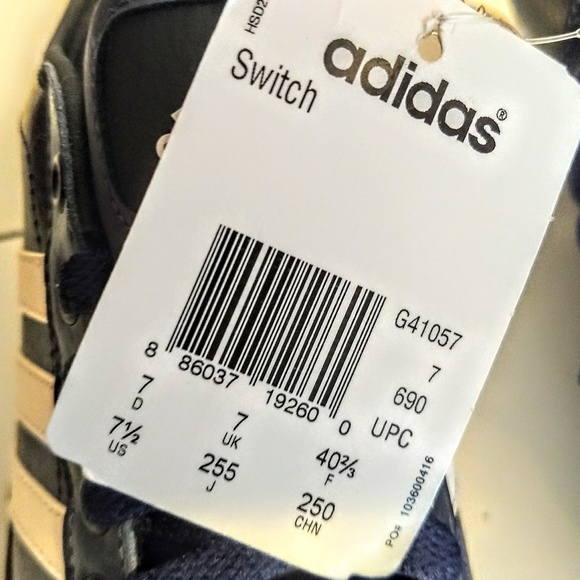 HSD2
adidas®
Switch
G41057
7
690
UPC
8 86037 19260 0
7 7 40⅔
D UK F
7½ 255 250
US J CHN
PO# 103600416